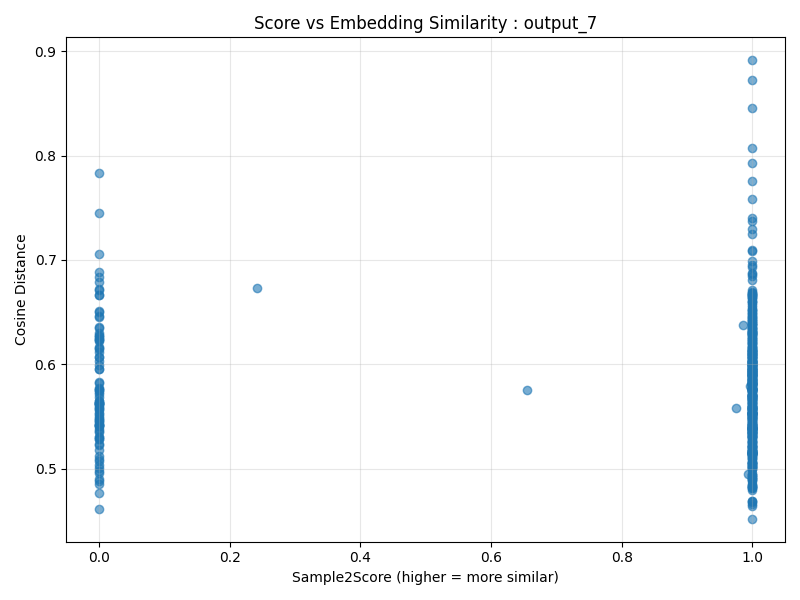 Score vs Embedding Similarity : output_7
Cosine Distance
0.9
0.8
0.7
0.6
0.5
0.0 0.2 0.4 0.6 0.8 1.0
Sample2Score (higher = more similar)